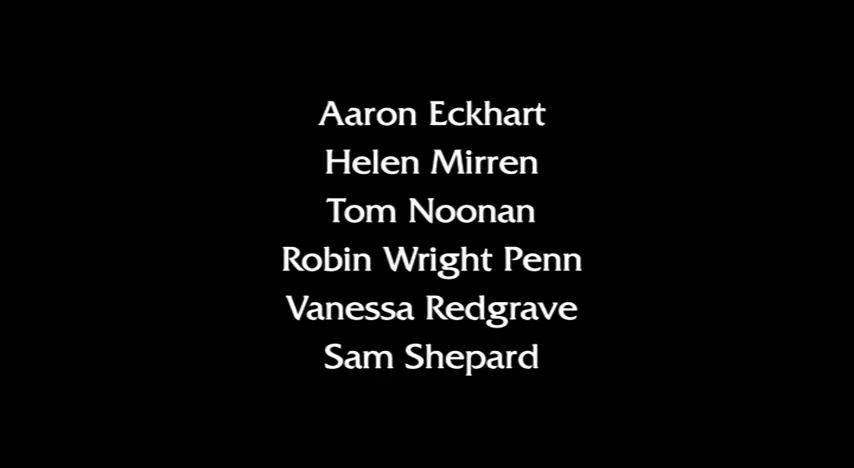 Aaron Eckhart
Helen Mirren
Tom Noonan
Robin Wright Penn
Vanessa Redgrave
Sam Shepard